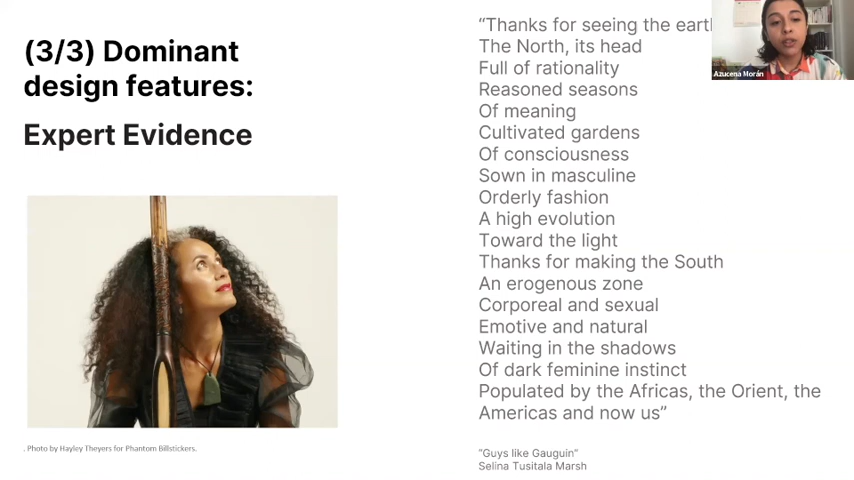 (3/3) Dominant
design features:
Expert Evidence
. Photo by Hayley Theyers for Phantom Billstickers.
“Thanks for seeing the eart
The North, its head
Full of rationality
Reasoned seasons
Of meaning
Cultivated gardens
Of consciousness
Sown in masculine
Orderly fashion
A high evolution
Toward the light
Thanks for making the South
An erogenous zone
Corporeal and sexual
Emotive and natural
Waiting in the shadows
Of dark feminine instinct
Populated by the Africas, the Orient, the
Americas and now us”
"Guys like Gauguin"
Selina Tusitala Marsh
Azucena Morán